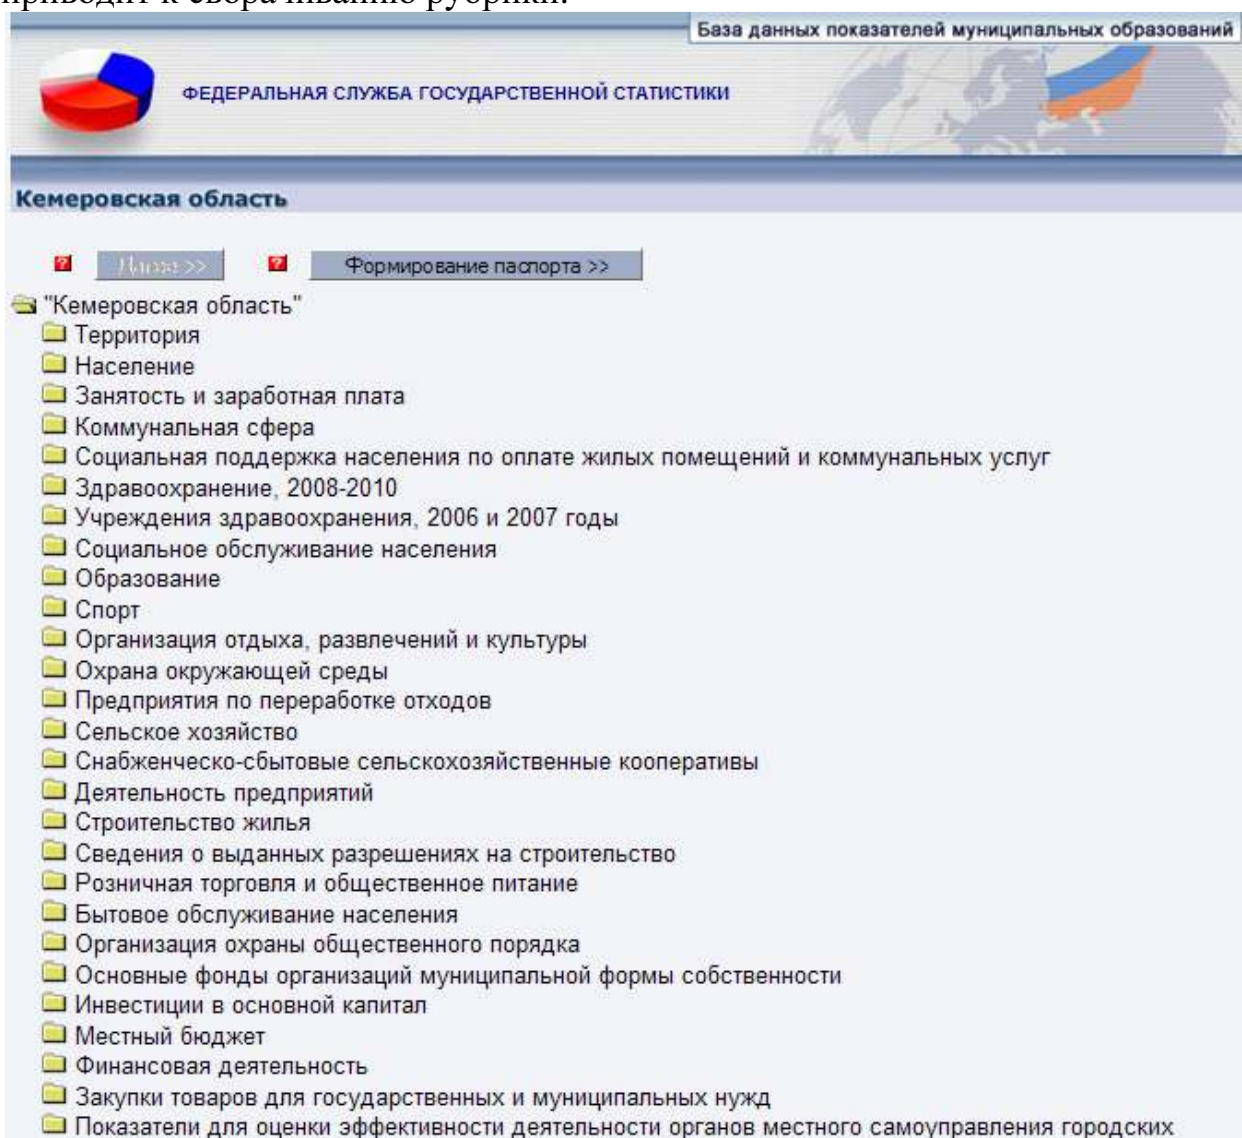 приводит к сворачиванию рубрики.
База данных показателей муниципальных образований
ФЕДЕРАЛЬНАЯ СЛУЖБА ГОСУДАРСТВЕННОЙ СТАТИСТИКИ
Кемеровская область
? Далее >> ? Формирование паспорта >>
"Кемеровская область"
Территория
Население
Занятость и заработная плата
Коммунальная сфера
Социальная поддержка населения по оплате жилых помещений и коммунальных услуг
Здравоохранение, 2008-2010
Учреждения здравоохранения, 2006 и 2007 годы
Социальное обслуживание населения
Образование
Спорт
Организация отдыха, развлечений и культуры
Охрана окружающей среды
Предприятия по переработке отходов
Сельское хозяйство
Снабженческо-сбытовые сельскохозяйственные кооперативы
Деятельность предприятий
Строительство жилья
Сведения о выданных разрешениях на строительство
Розничная торговля и общественное питание
Бытовое обслуживание населения
Организация охраны общественного порядка
Основные фонды организаций муниципальной формы собственности
Инвестиции в основной капитал
Местный бюджет
Финансовая деятельность
Закупки товаров для государственных и муниципальных нужд
Показатели для оценки эффективности деятельности органов местного самоуправления городских